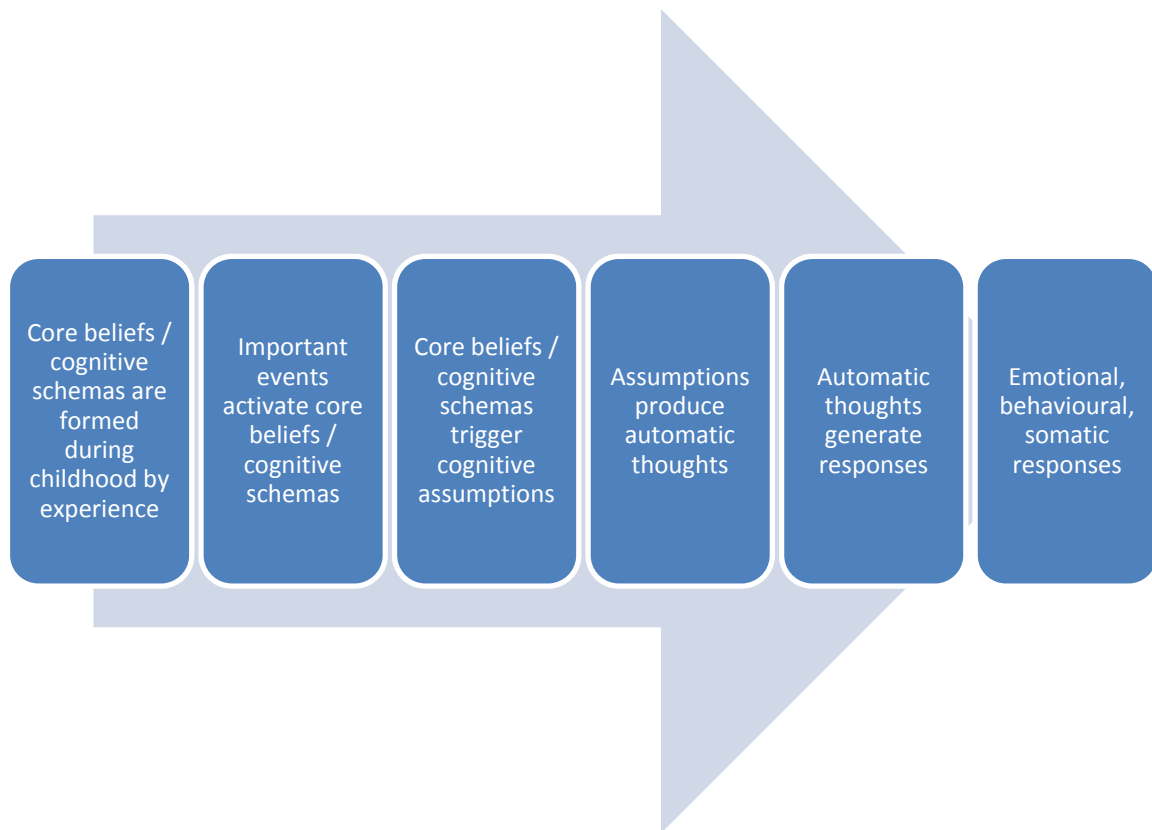 Core beliefs /
cognitive
schemas are
formed
during
childhood by
experience
Important
events
activate core
beliefs /
cognitive
schemas
Core beliefs /
cognitive
schemas
trigger
cognitive
assumptions
Assumptions
produce
automatic
thoughts
Automatic
thoughts
generate
responses
Emotional,
behavioural,
somatic
responses